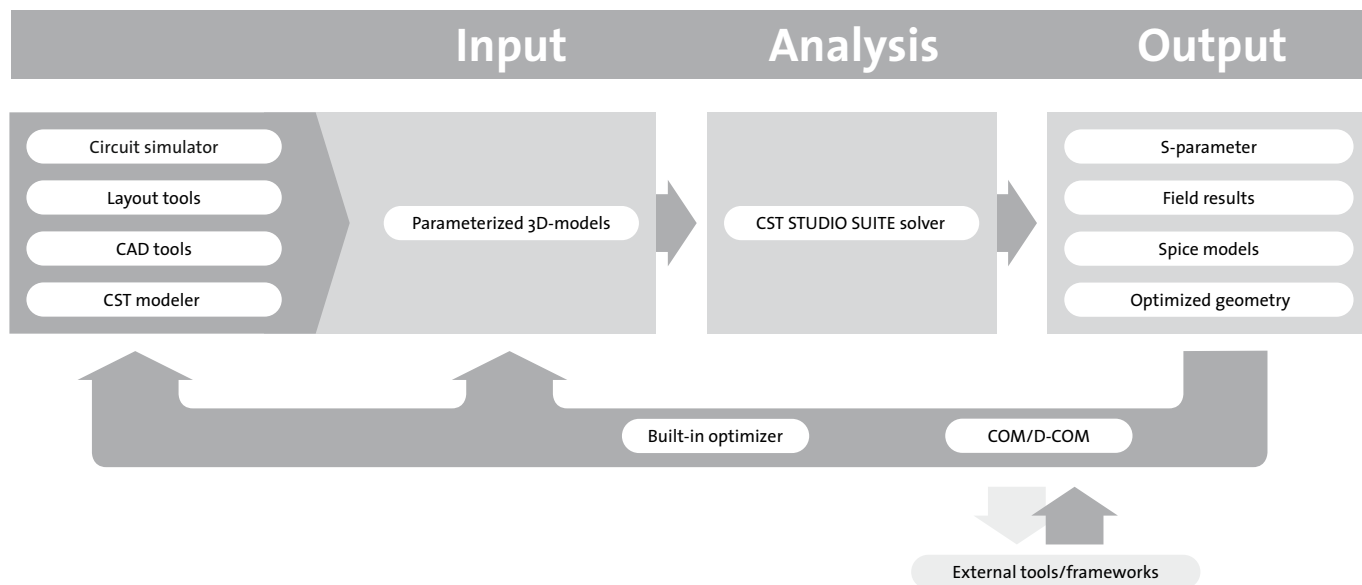 Input
Analysis
Output
Circuit simulator
Layout tools
CAD tools
CST modeler
Parameterized 3D-models
CST STUDIO SUITE solver
S-parameter
Field results
Spice models
Optimized geometry
Built-in optimizer
COM/D-COM
External tools/frameworks